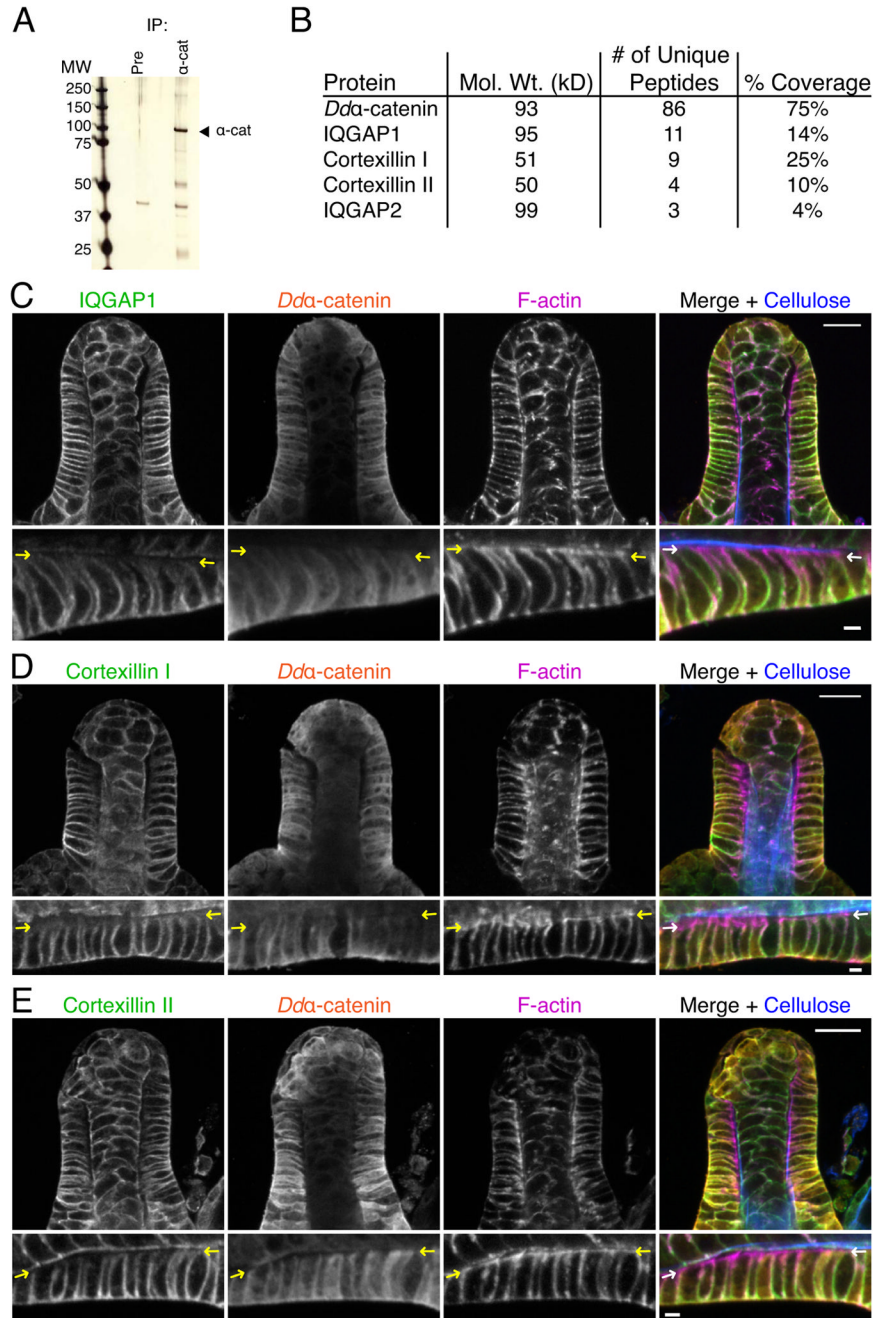 A
IP:
MW
Pre
α-cat
250
150
100
75
50
37
25
α-cat
B
Protein Mol. Wt. (kD) # of Unique Peptides % Coverage
Ddα-catenin 93 86 75%
IQGAP1 95 11 14%
Cortexillin I 51 9 25%
Cortexillin II 50 4 10%
IQGAP2 99 3 4%
C
IQGAP1 Ddα-catenin F-actin Merge + Cellulose
D
Cortexillin I Ddα-catenin F-actin Merge + Cellulose
E
Cortexillin II Ddα-catenin F-actin Merge + Cellulose